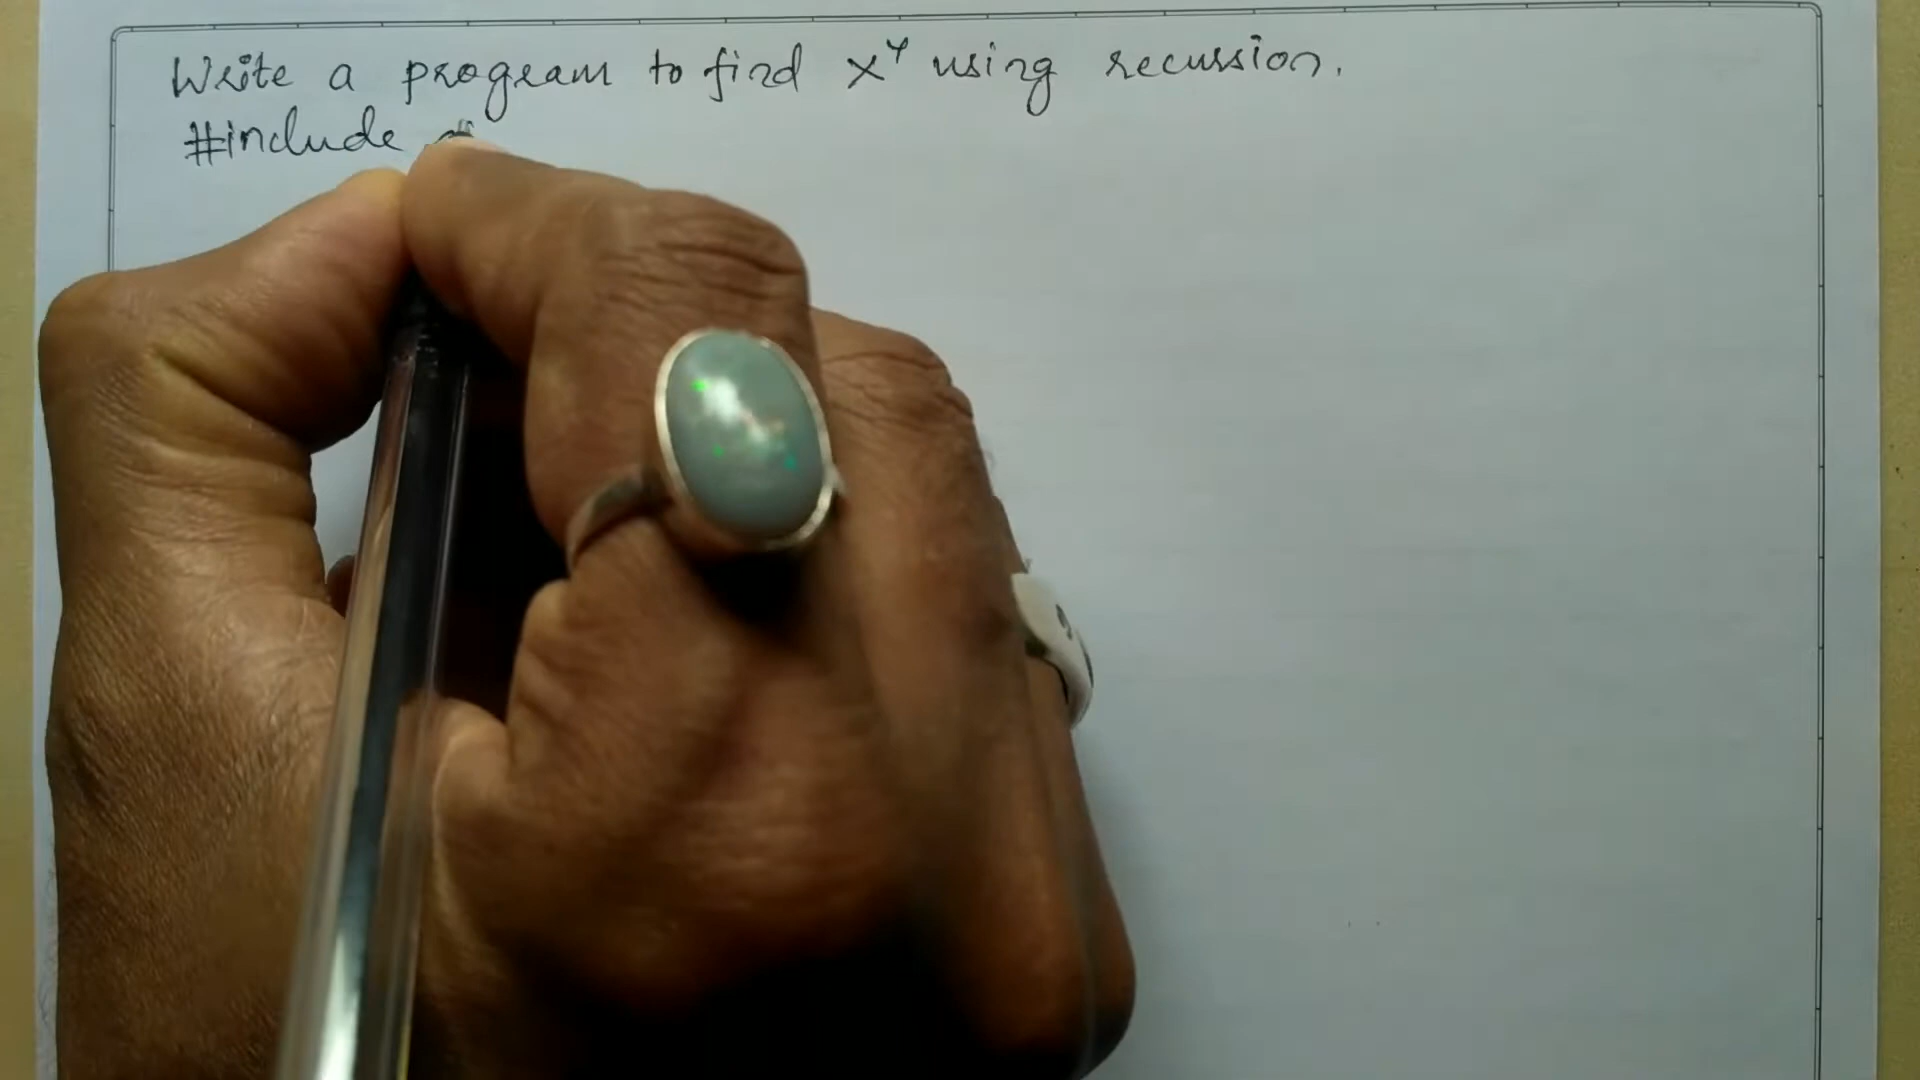 Write a program to find x^y using recussion.
#include